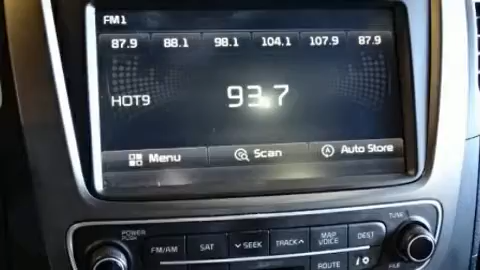 FM1
87.9 88.1 98.1 104.1 107.9 87.9
HOT9 93.7
Menu Scan Auto Store
POWER PUSH FM/AM SAT SEEK TRACK MAP VOICE DEST TUNE
ROUTE FILE